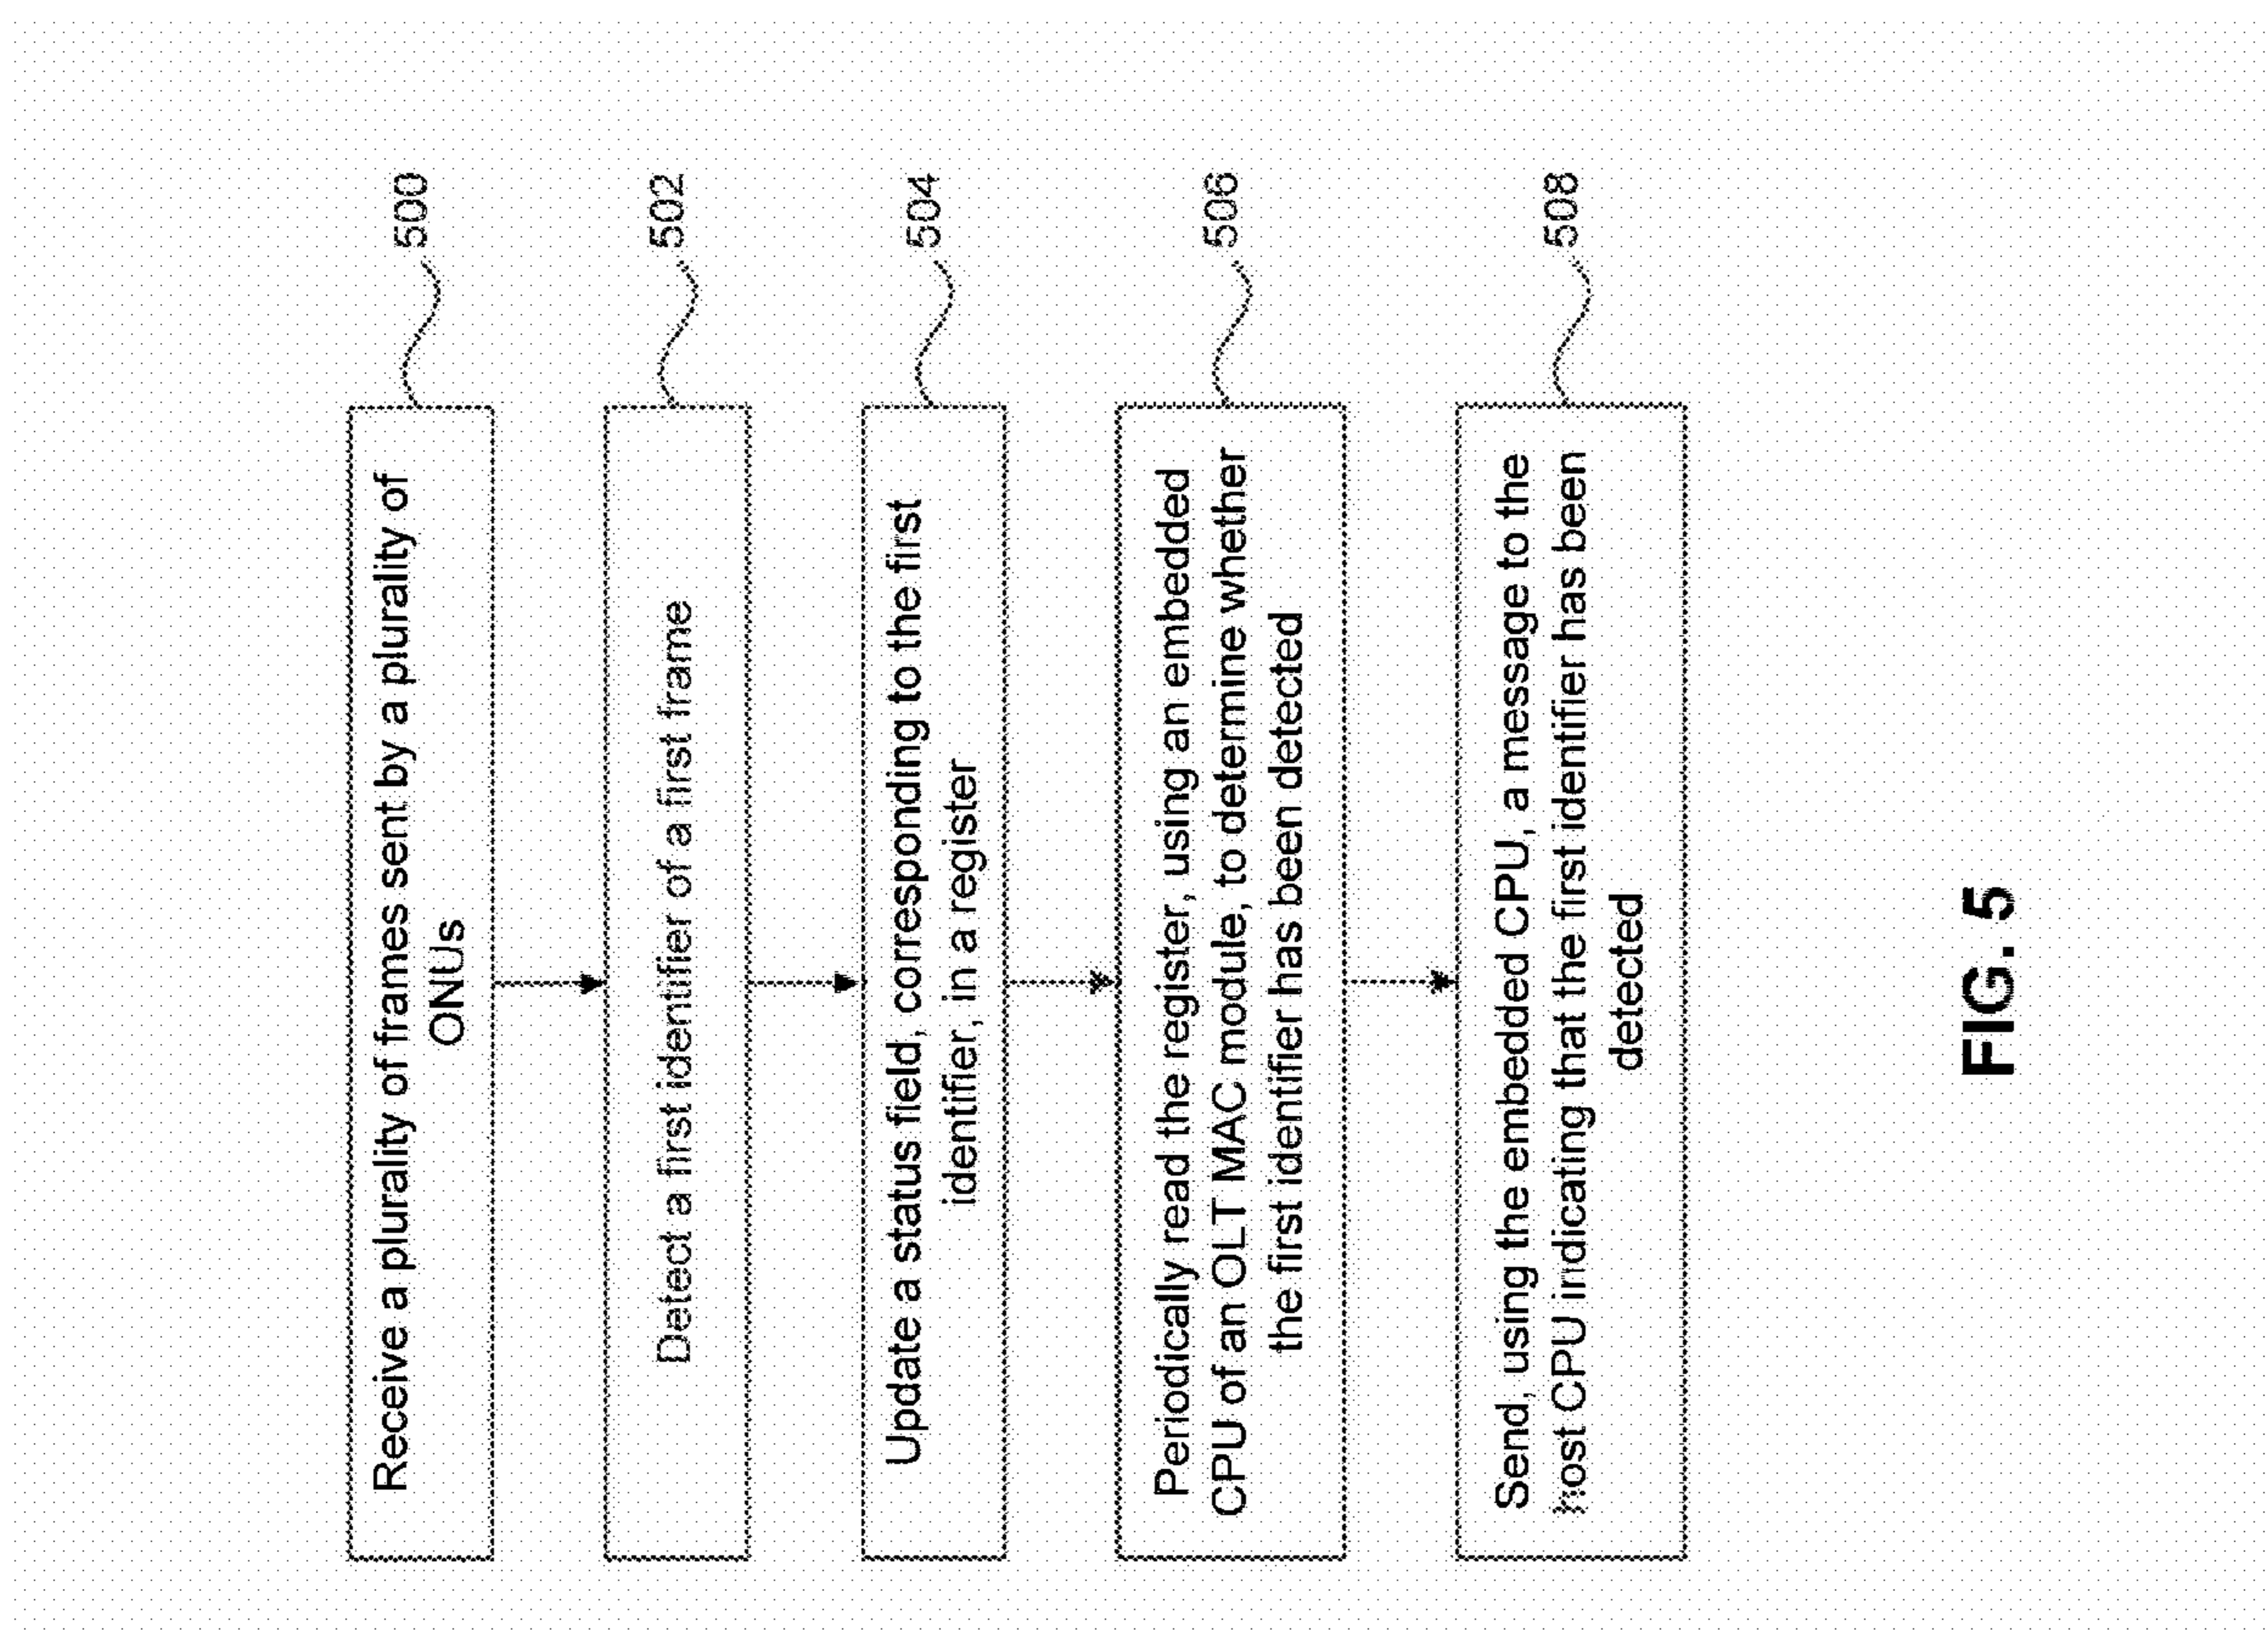 Receive a plurality of frames sent by a plurality of
ONUs
500
Detect a first identifier of a first frame
502
Update a status field, corresponding to the first
identifier, in a register
504
Periodically read the register, using an embedded
CPU of an OLT MAC module, to determine whether
the first identifier has been detected
506
Send, using the embedded CPU, a message to the
host CPU indicating that the first identifier has been
detected
508
FIG. 5